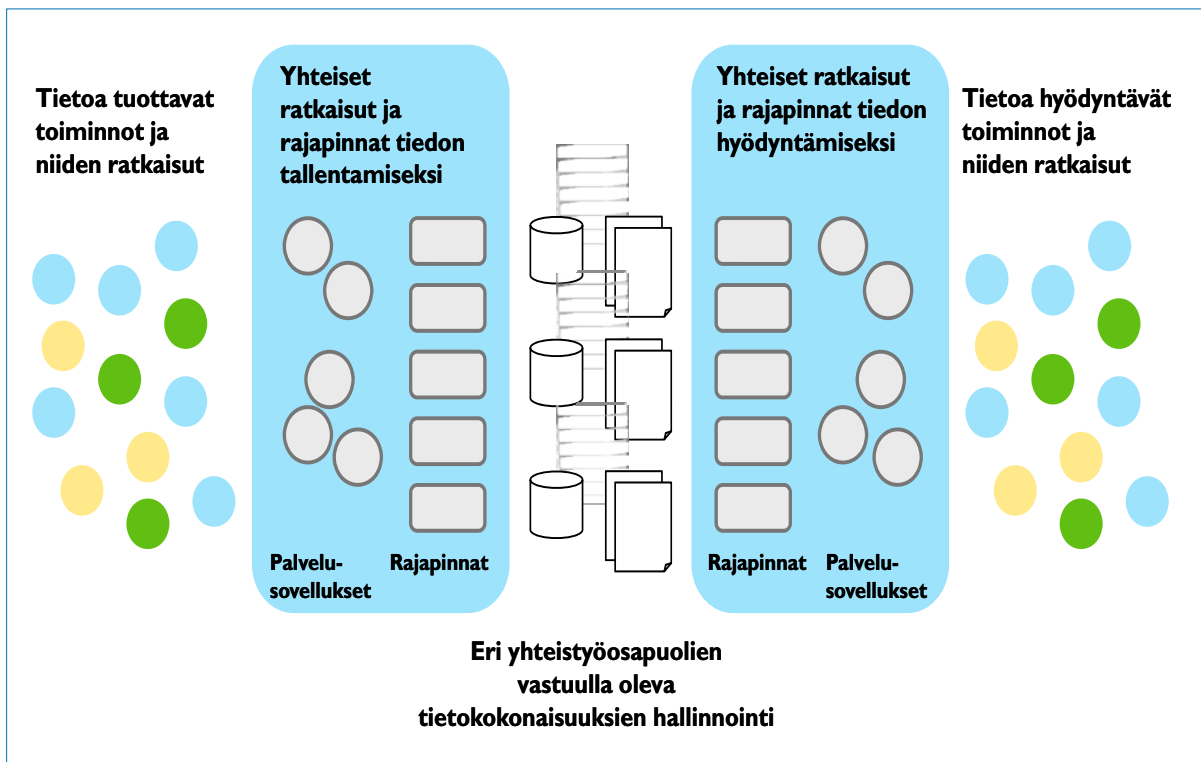 Tietoa tuottavat
toiminnot ja
niiden ratkaisut
Yhteiset
ratkaisut ja
rajapinnat tiedon
tallentamiseksi
Yhteiset ratkaisut
ja rajapinnat tiedon
hyödyntämiseksi
Tietoa hyödyntävät
toiminnot ja
niiden ratkaisut
Palvelu-
sovellukset
Rajapinnat
Rajapinnat
Palvelu-
sovellukset
Eri yhteistyöosapuolien
vastuulla oleva
tietokokonaisuuksien hallinnointi